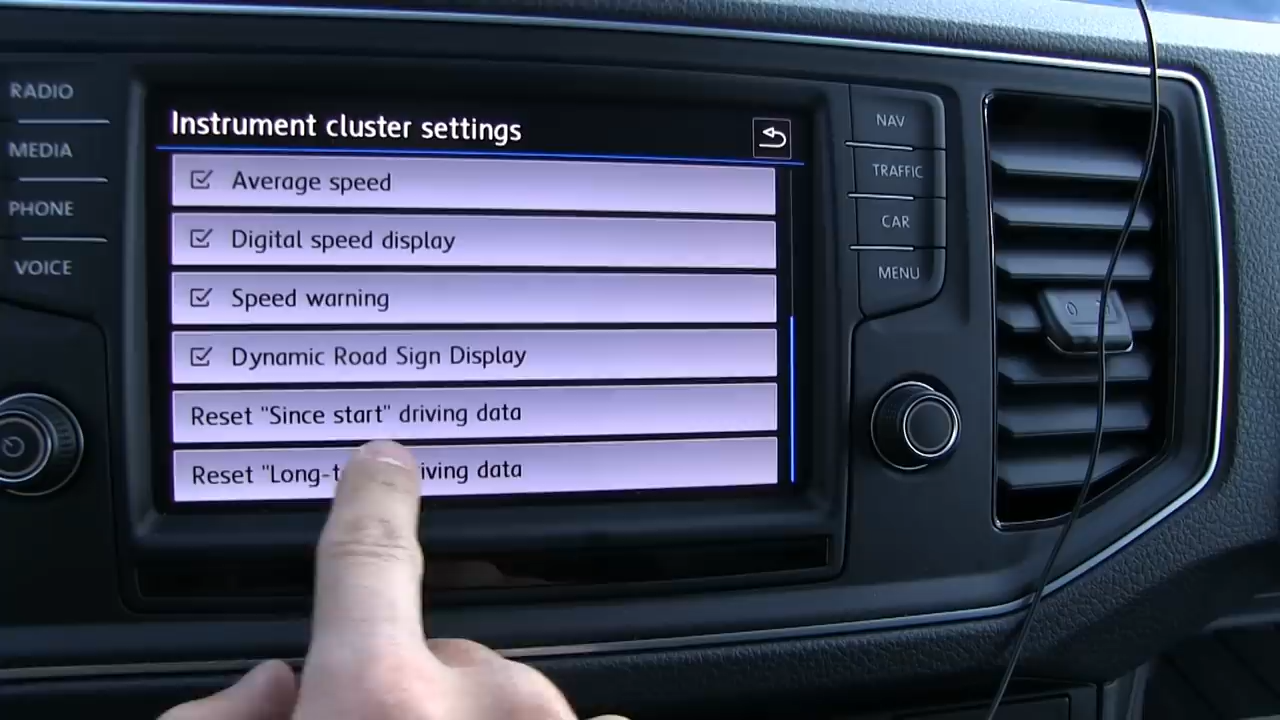 RADIO
MEDIA
PHONE
VOICE
Instrument cluster settings
Average speed
Digital speed display
Speed warning
Dynamic Road Sign Display
Reset "Since start" driving data
Reset "Long-t iving data
NAV
TRAFFIC
CAR
MENU